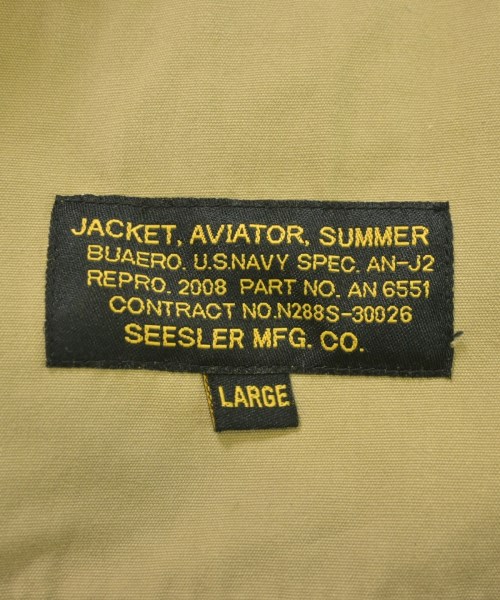 JACKET, AVIATOR, SUMMER
BUAERO. U.S.NAVY SPEC. AN-J2
REPRO. 2008 PART NO. AN 6551
CONTRACT NO.N288S-30026
SEESLER MFG. CO.
LARGE